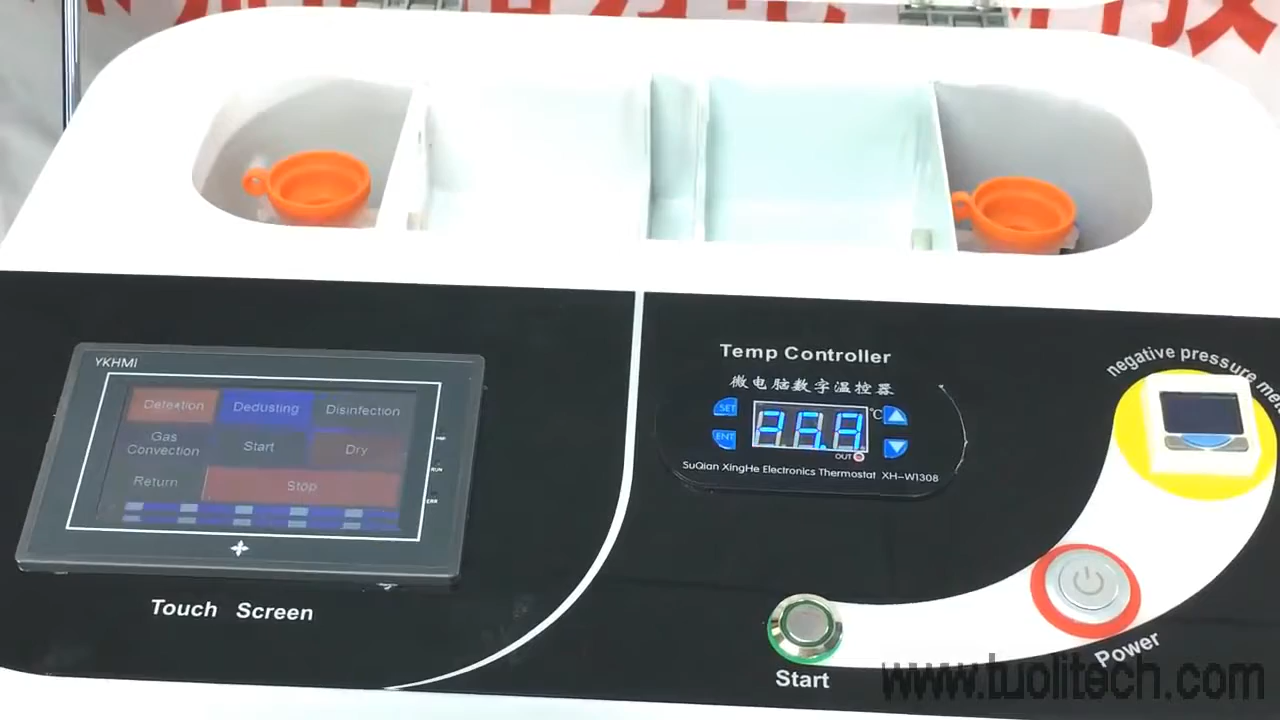 YKHMI
Detection Dedusting Disinfection
Gas Convection Start Dry
Return Stop
RUN
ERR
Touch Screen
Temp Controller
微电脑数字温控器
SET
℃
ENT
OUT
SuQian XingHe Electronics Thermostat XH-W1308
negative pressure
Start
Power
www.tuolitech.com